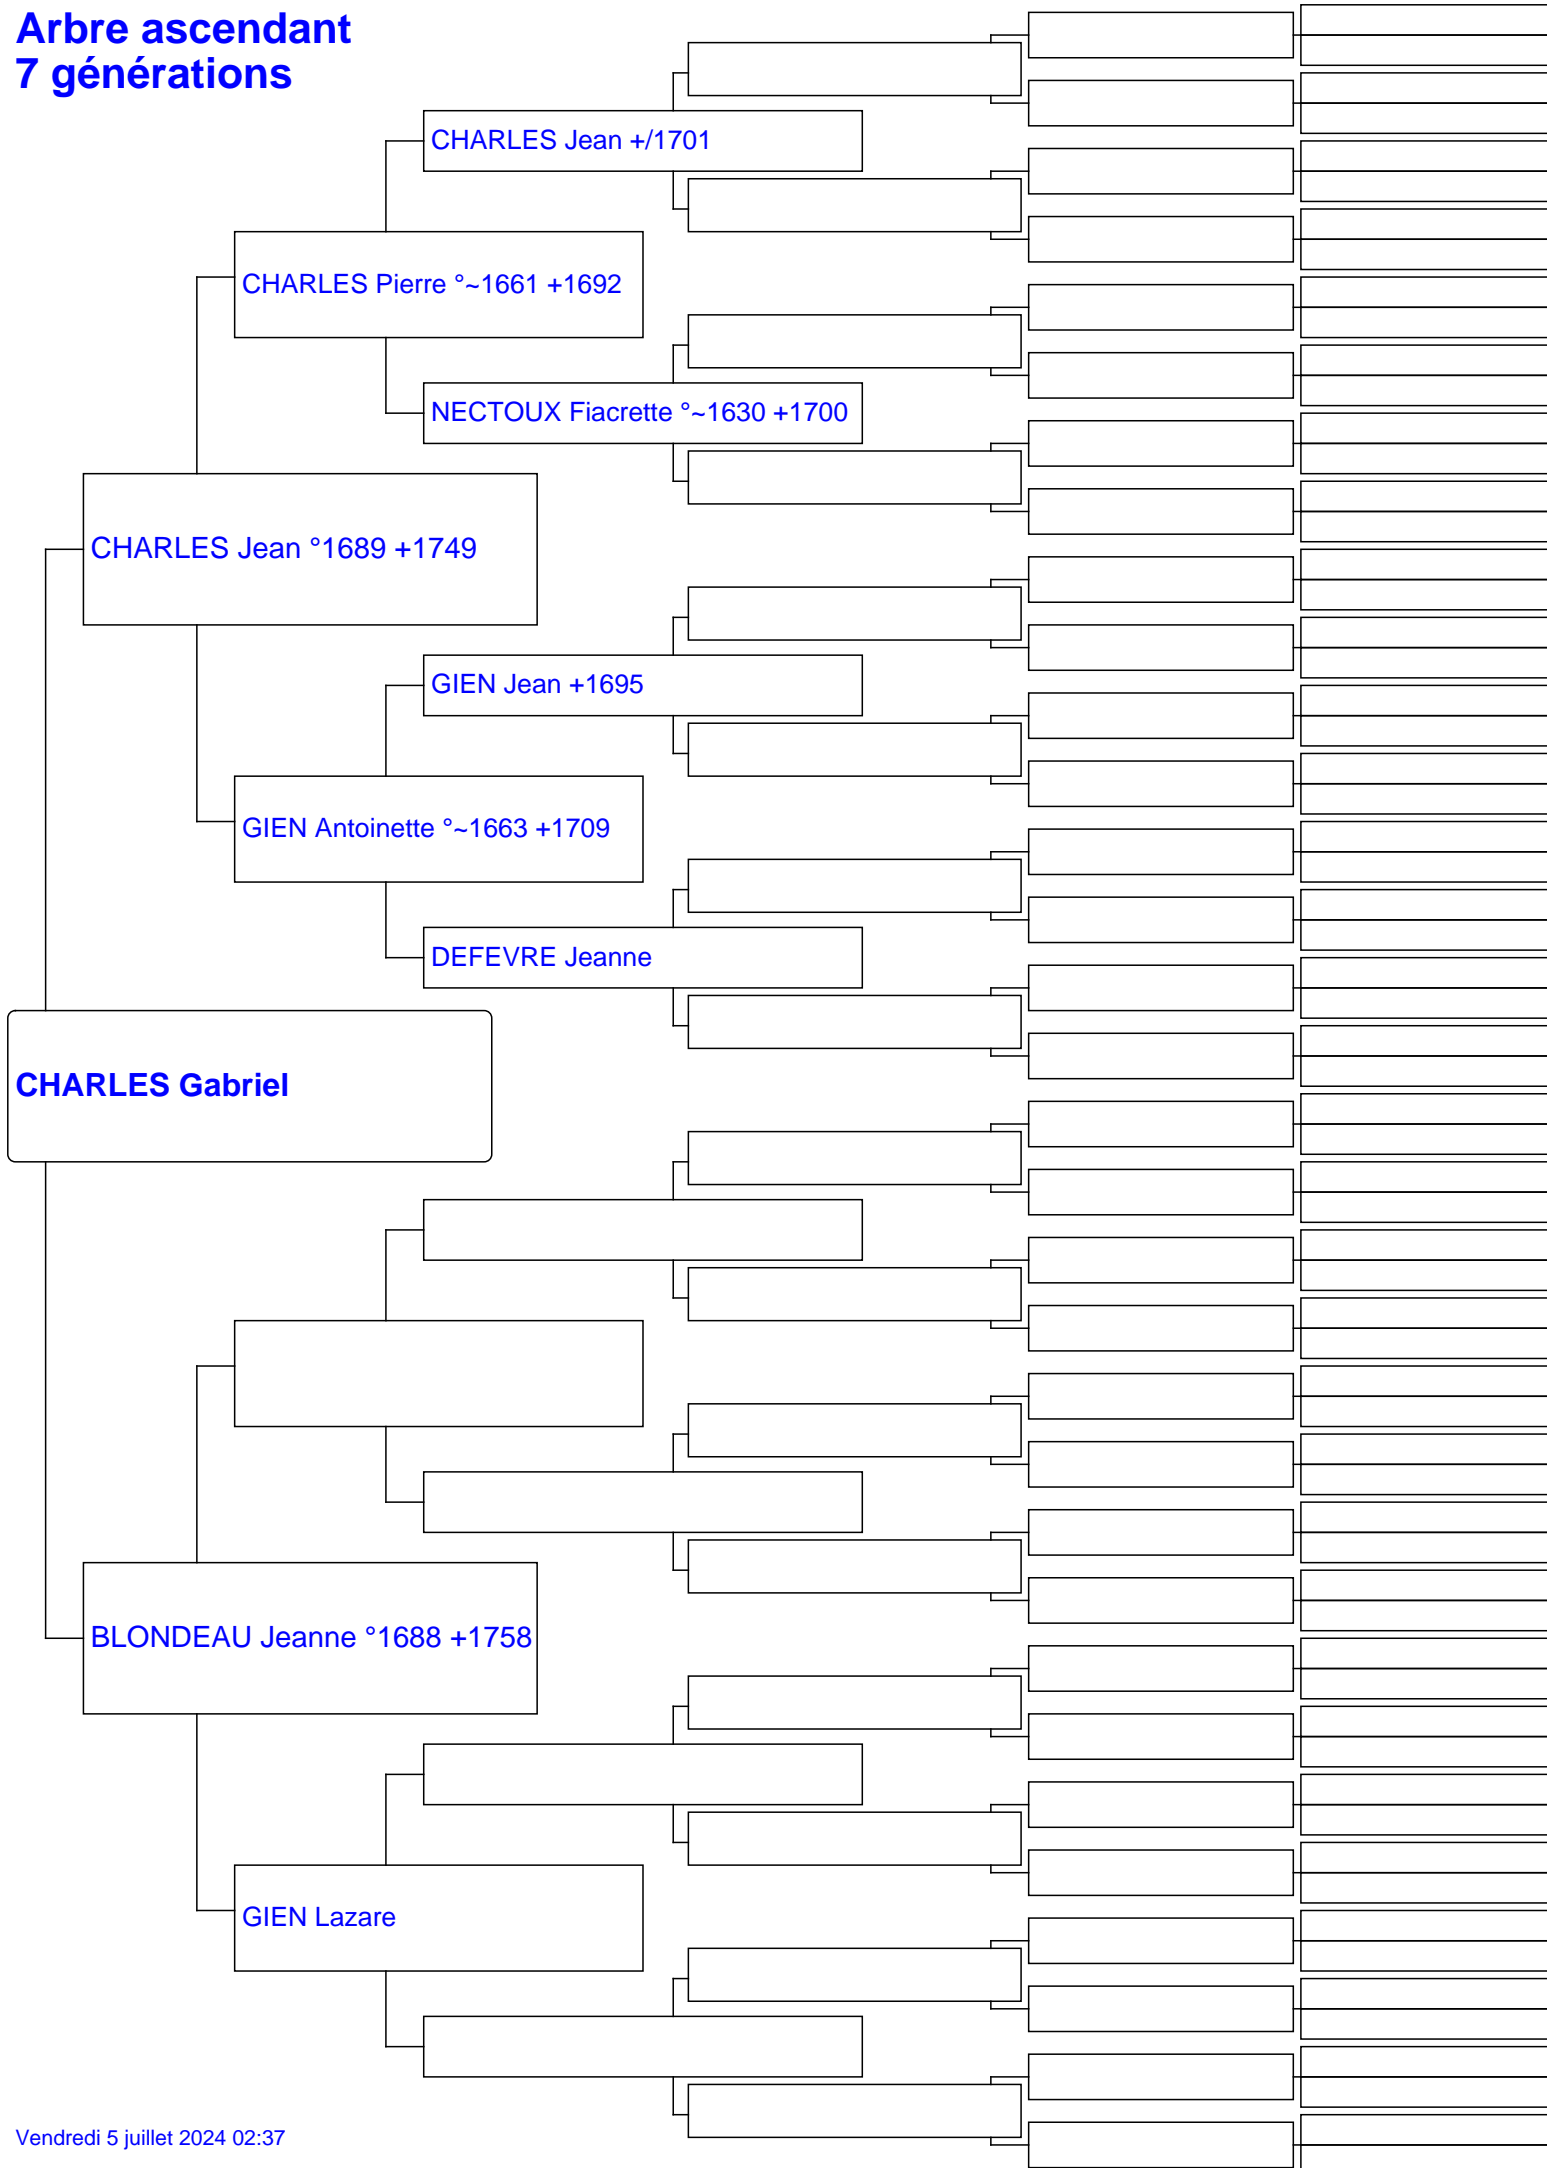 Arbre ascendant
7 générations
CHARLES Jean +/1701
CHARLES Pierre °~1661 +1692
NECTOUX Fiacrette °~1630 +1700
CHARLES Jean °1689 +1749
GIEN Jean +1695
GIEN Antoinette °~1663 +1709
DEFEVRE Jeanne
CHARLES Gabriel
BLONDEAU Jeanne °1688 +1758
GIEN Lazare
Vendredi 5 juillet 2024 02:37